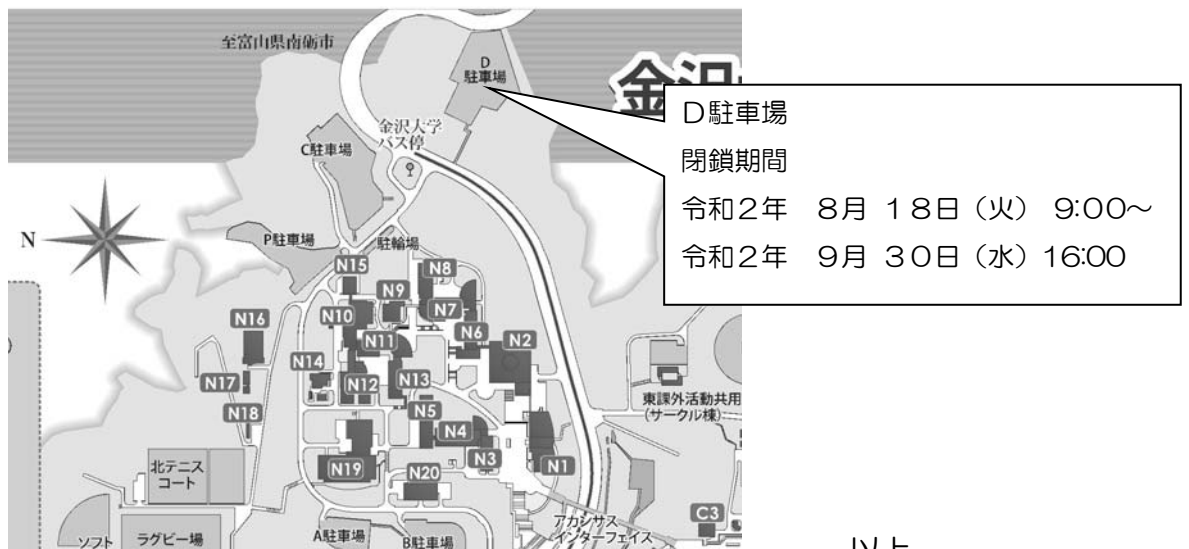 至富山県南砺市
D
駐車場
金沢
D駐車場
閉鎖期間
令和2年 8月 18日(火) 9:00~
令和2年 9月 30日(水)16:00
金沢大学
バス停
C駐車場
N
P駐車場
駐輪場
N15
N8
N9
N7
N10
N16
N6
N2
N11
N14
N17
N12
N13
N18
N5
N4
東課外活動共用
(サークル棟)
N3
N1
N19
N20
北テニス
コート
C3
アカンサス
インターフェイス
ソフト
ラグビー場
A駐車場
B駐車場
以上